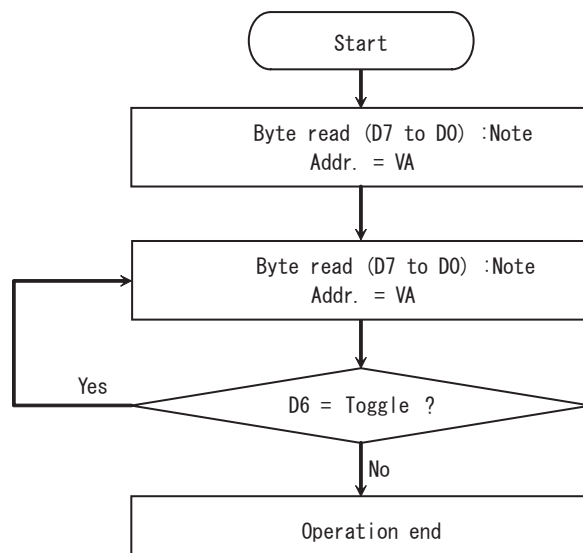 Start
Byte read (D7 to D0) :Note
Addr. = VA
Byte read (D7 to D0) :Note
Addr. = VA
Yes
D6 = Toggle ?
No
Operation end